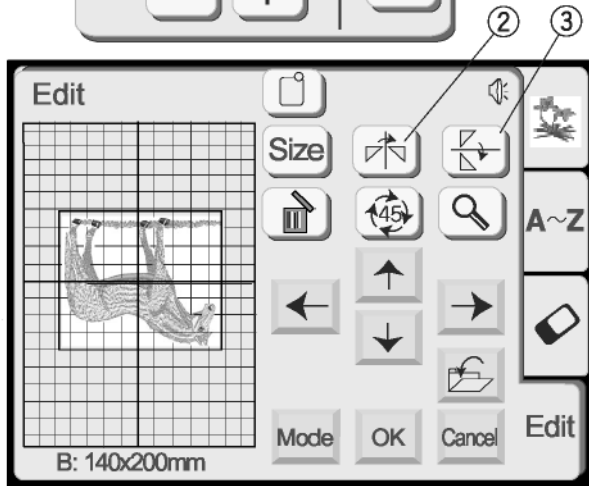 ② ③
Edit
Size
45
A~Z
Mode OK Cancel Edit
B: 140x200mm